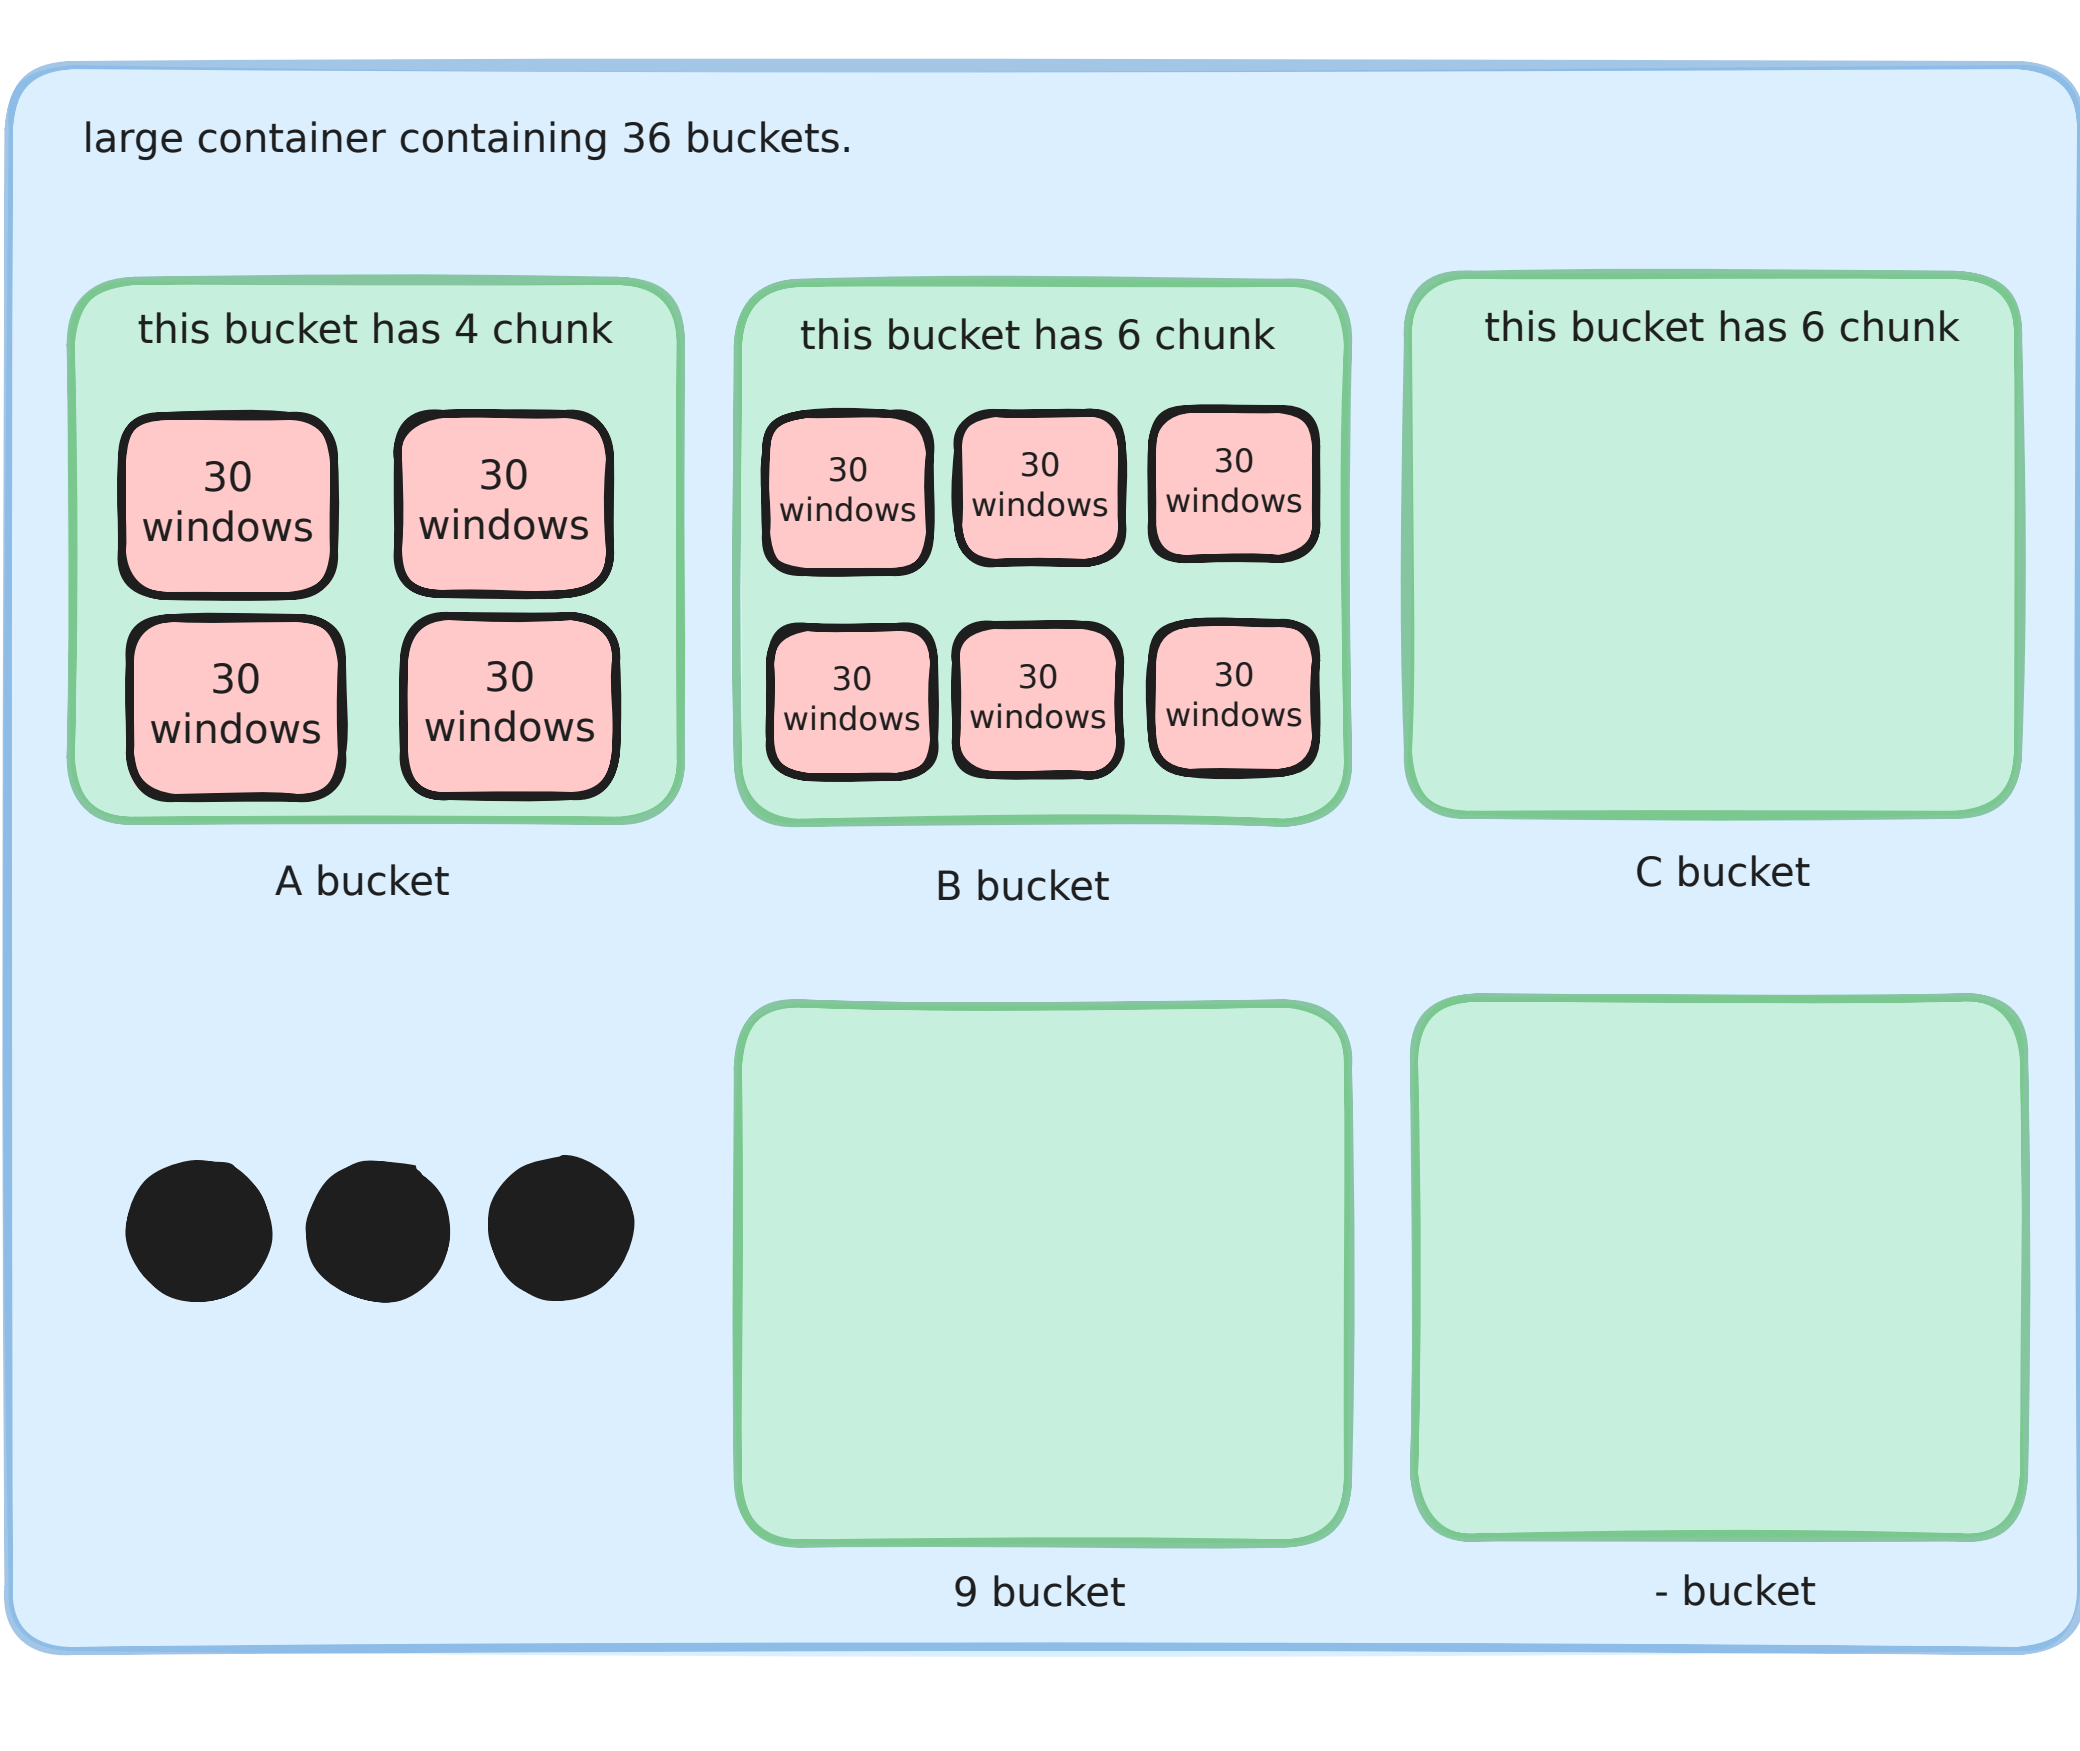 large container containing 36 buckets.
this bucket has 4 chunk
this bucket has 6 chunk
this bucket has 6 chunk
30
windows
30
windows
30
windows
30
windows
30
windows
30
windows
30
windows
30
windows
30
windows
30
windows
A bucket
B bucket
C bucket
9 bucket
- bucket